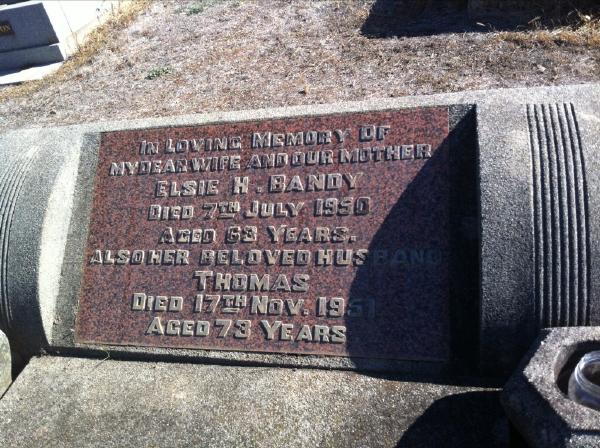 IN LOVING MEMORY OF
MY DEAR WIFE AND OUR MOTHER
ELSIE H. BANDY
DIED 7TH JULY 1950
AGED 63 YEARS.
ALSO HER BELOVED HUSBAND
THOMAS
DIED 17TH NOV. 1951
AGED 73 YEARS